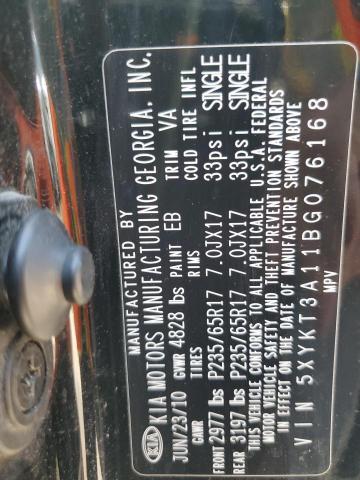 MANUFACTURED BY
KIA KIA MOTORS MANUFACTURING GEORGIA, INC.
JUN/23/10 GVWR 4828 lbs PAINT EB TRIM VA
GAWR TIRES RIMS COLD TIRE INFL
FRONT 2977 lbs P235/65R17 7.0JX17 33psi SINGLE
REAR 3197 lbs P235/65R17 7.0JX17 33psi SINGLE
THIS VEHICLE CONFORMS TO ALL APPLICABLE U.S.A. FEDERAL
MOTOR VEHICLE SAFETY AND THEFT PREVENTION STANDARDS
IN EFFECT ON THE DATE OF MANUFACTURE SHOWN ABOVE
VIN 5XYKT3A11BG076168
MPV